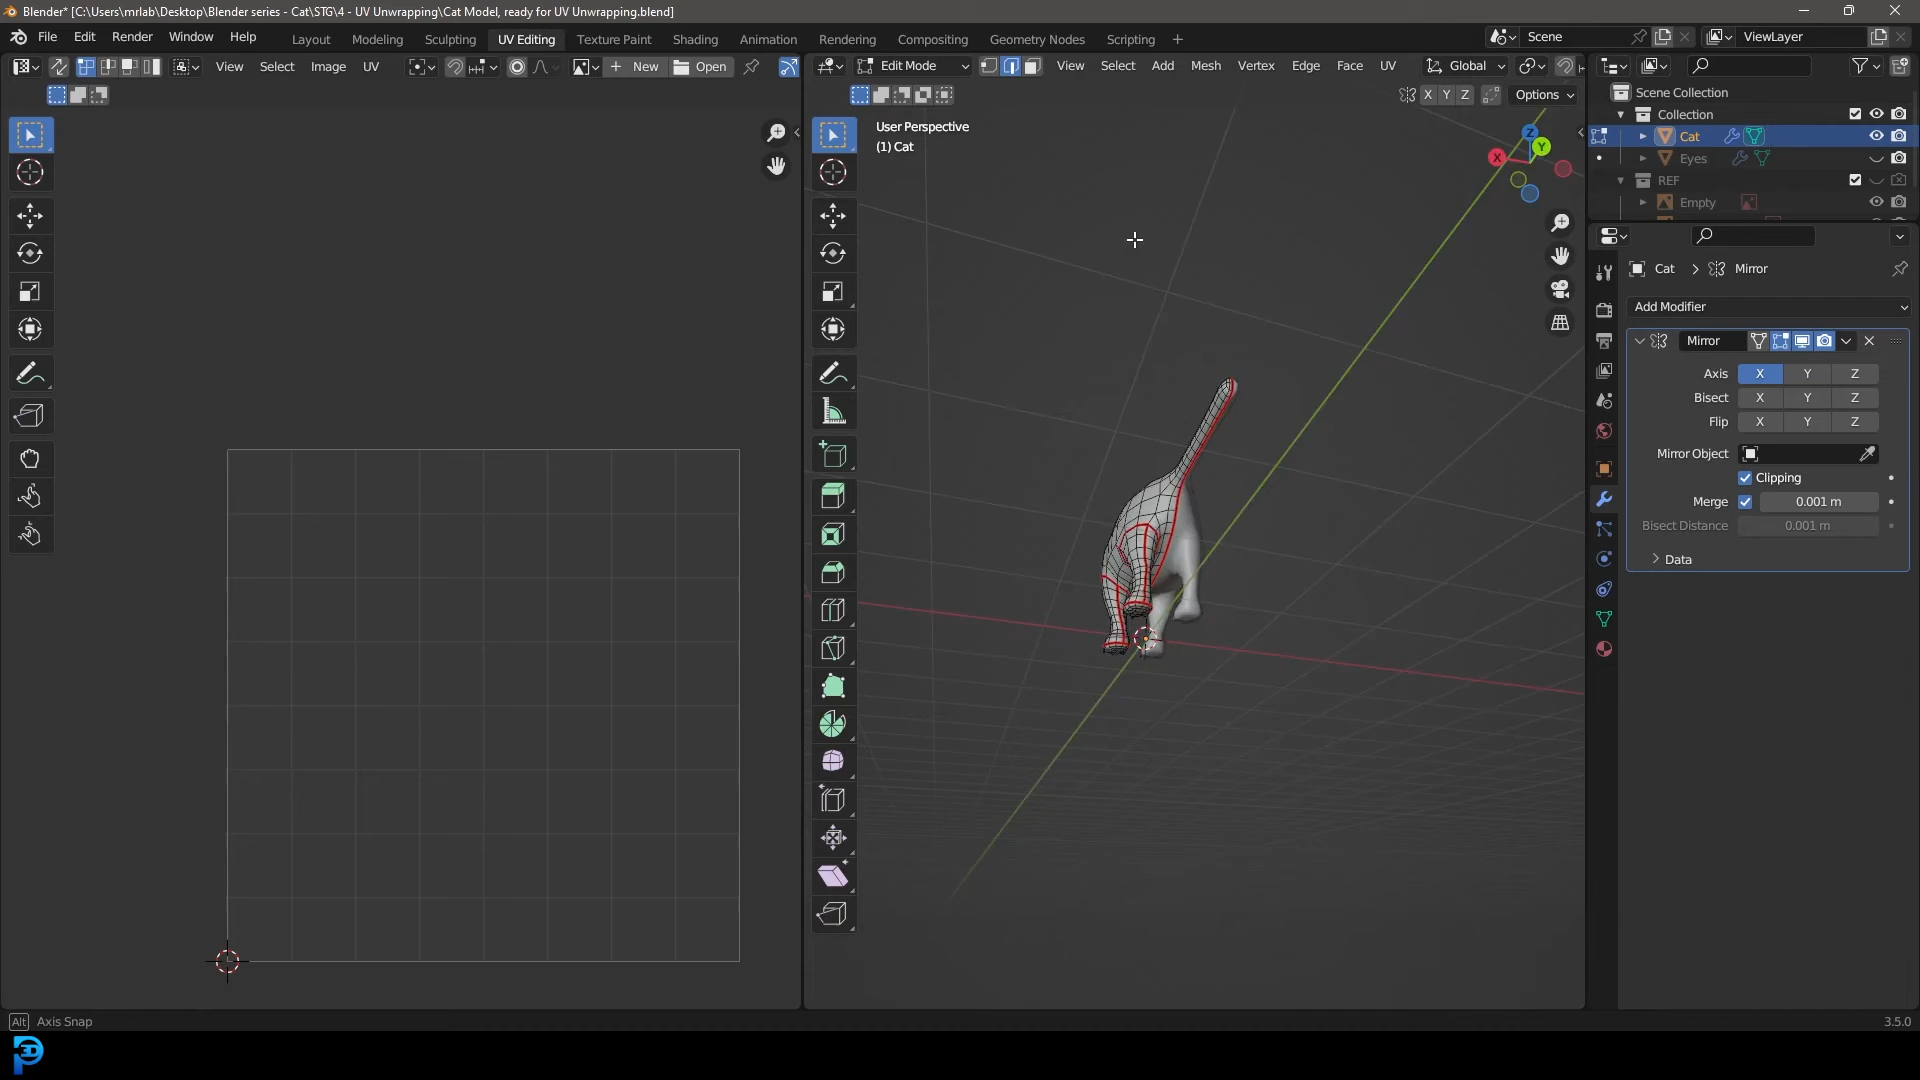 Blender* [C:\Users\mrlab\Desktop\Blender series - Cat\STG\4 - UV Unwrapping\Cat Model, ready for UV Unwrapping.blend]
File Edit Render Window Help Layout Modeling Sculpting UV Editing Texture Paint Shading Animation Rendering Compositing Geometry Nodes Scripting + Scene ViewLayer
View Select Image UV New Open Edit Mode View Select Add Mesh Vertex Edge Face UV Global
X Y Z Options
User Perspective
(1) Cat
Z
Y
X
Scene Collection
Collection
Cat
Eyes
REF
Empty
Cat > Mirror
Add Modifier
Mirror
Axis X Y Z
Bisect X Y Z
Flip X Y Z
Mirror Object
Clipping
Merge 0.001 m
Bisect Distance 0.001 m
Data
Alt Axis Snap
3.5.0